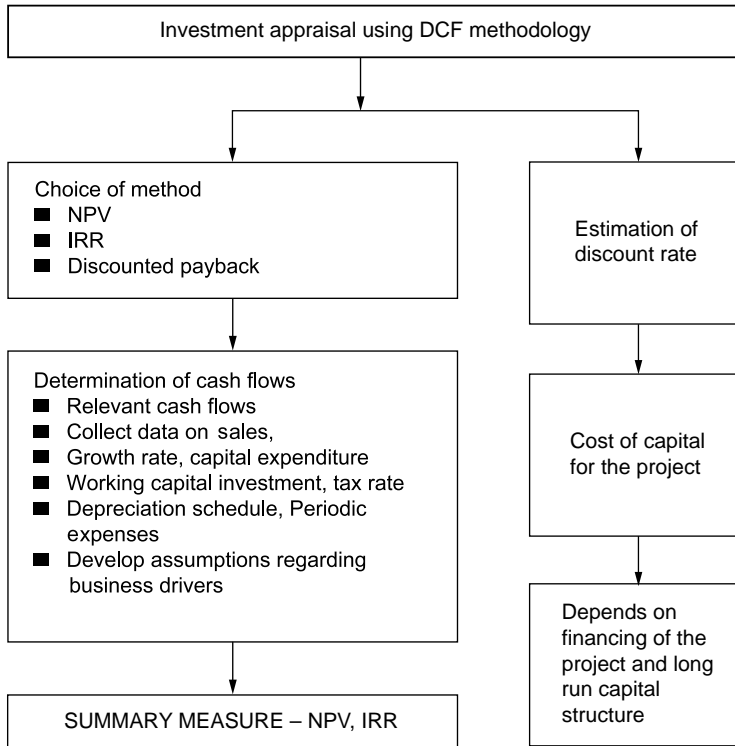 Investment appraisal using DCF methodology
Choice of method
■ NPV
■ IRR
■ Discounted payback
Determination of cash flows
■ Relevant cash flows
■ Collect data on sales,
■ Growth rate, capital expenditure
■ Working capital investment, tax rate
■ Depreciation schedule, Periodic
expenses
■ Develop assumptions regarding
business drivers
SUMMARY MEASURE – NPV, IRR
Estimation of
discount rate
Cost of capital
for the project
Depends on
financing of the
project and long
run capital
structure